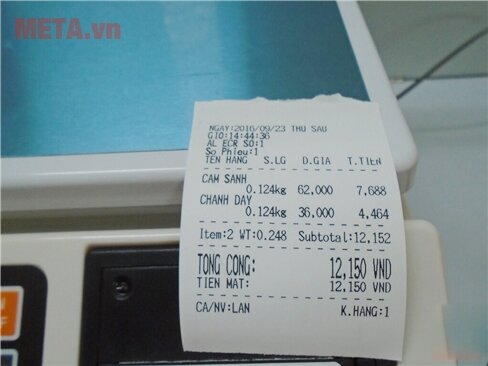 META.vn
NGAY:2016/09/23 THU SAU
GIO:14:44:36
AL ECR SO:1
So Phieu:1
TEN HANG S.LG D.GIA T.TIEN
CAM SANH
0.124kg 62,000 7,688
CHANH DAY
0.124kg 36,000 4,464
Item:2 WT:0.248 Subtotal:12,152
TONG CONG: 12,150 VND
TIEN MAT: 12,150 VND
CA/NV:LAN K.HANG:1